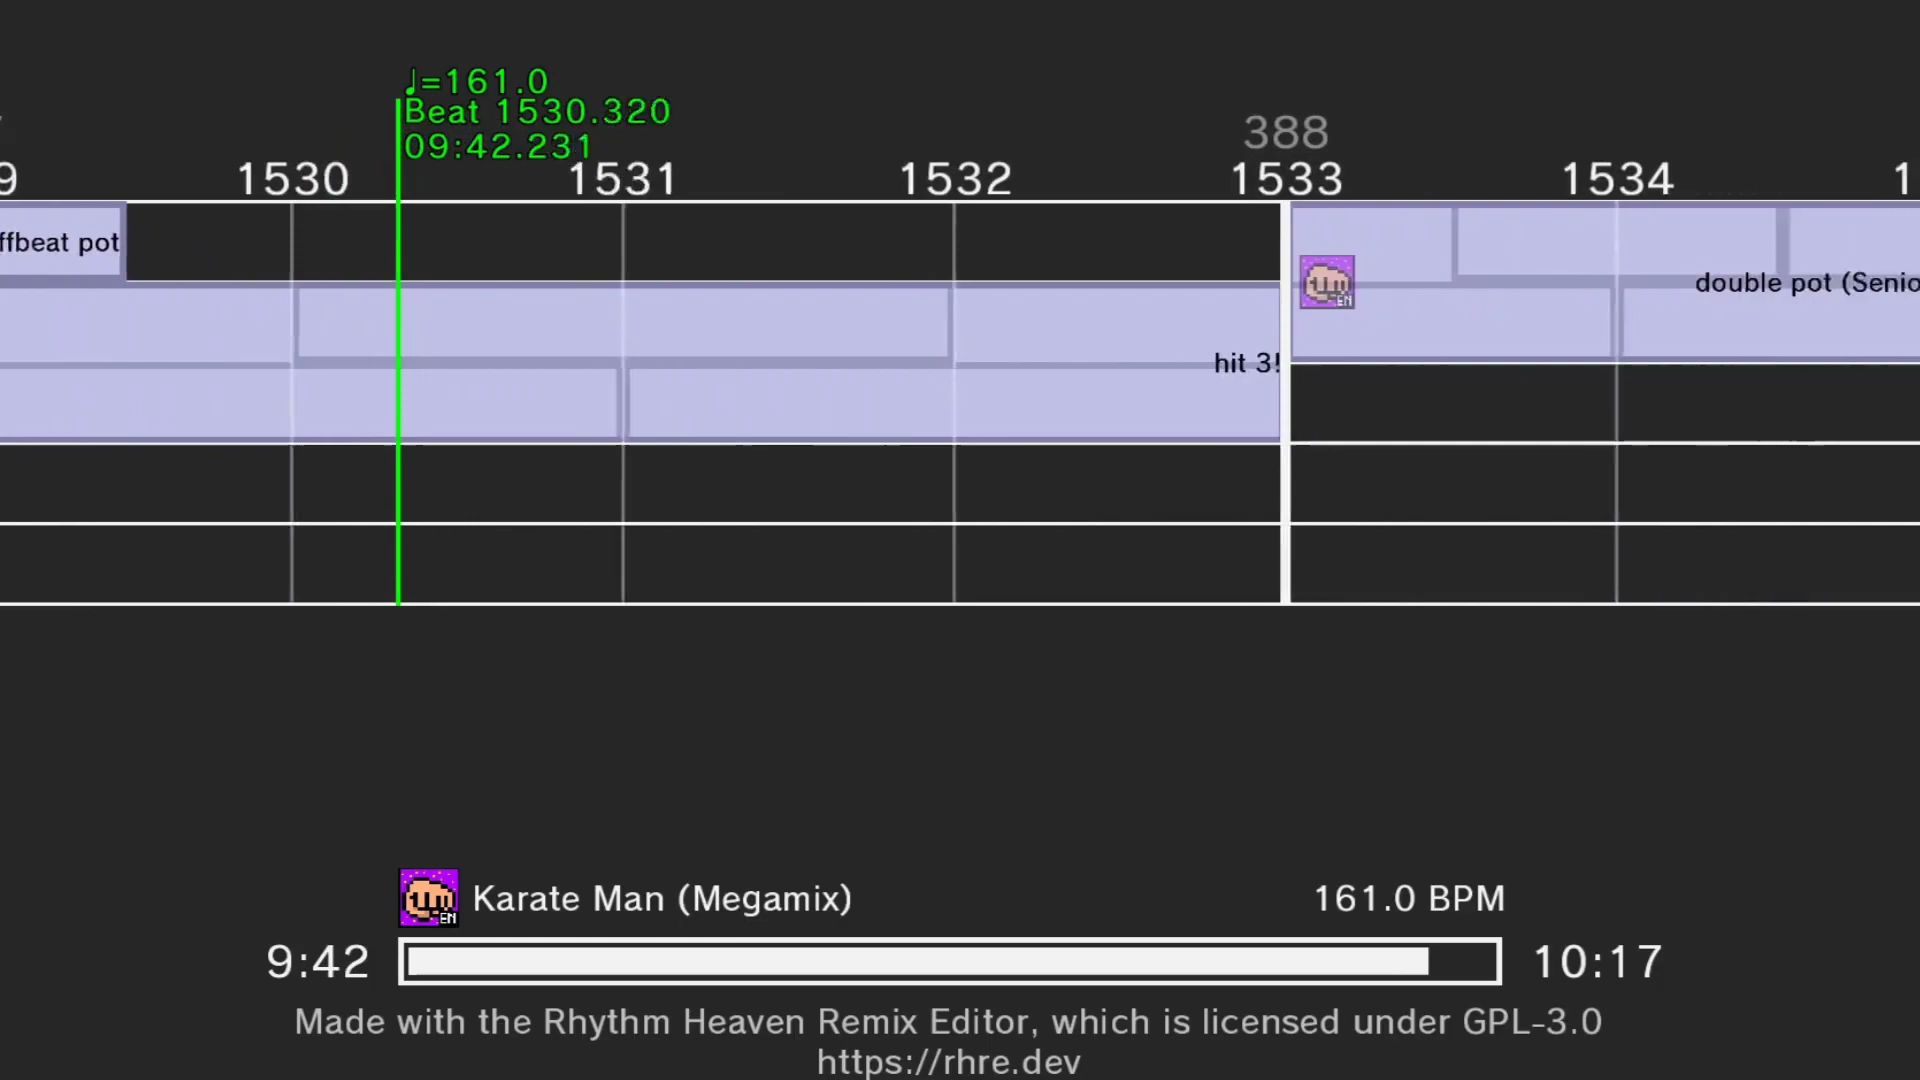 ♩=161.0
Beat 1530.320
09:42.231
388
9 1530 1531 1532 1533 1534 1
ffbeat pot
double pot (Senio
EN
hit 3!
EN
Karate Man (Megamix) 161.0 BPM
9:42 10:17
Made with the Rhythm Heaven Remix Editor, which is licensed under GPL-3.0
https://rhre.dev